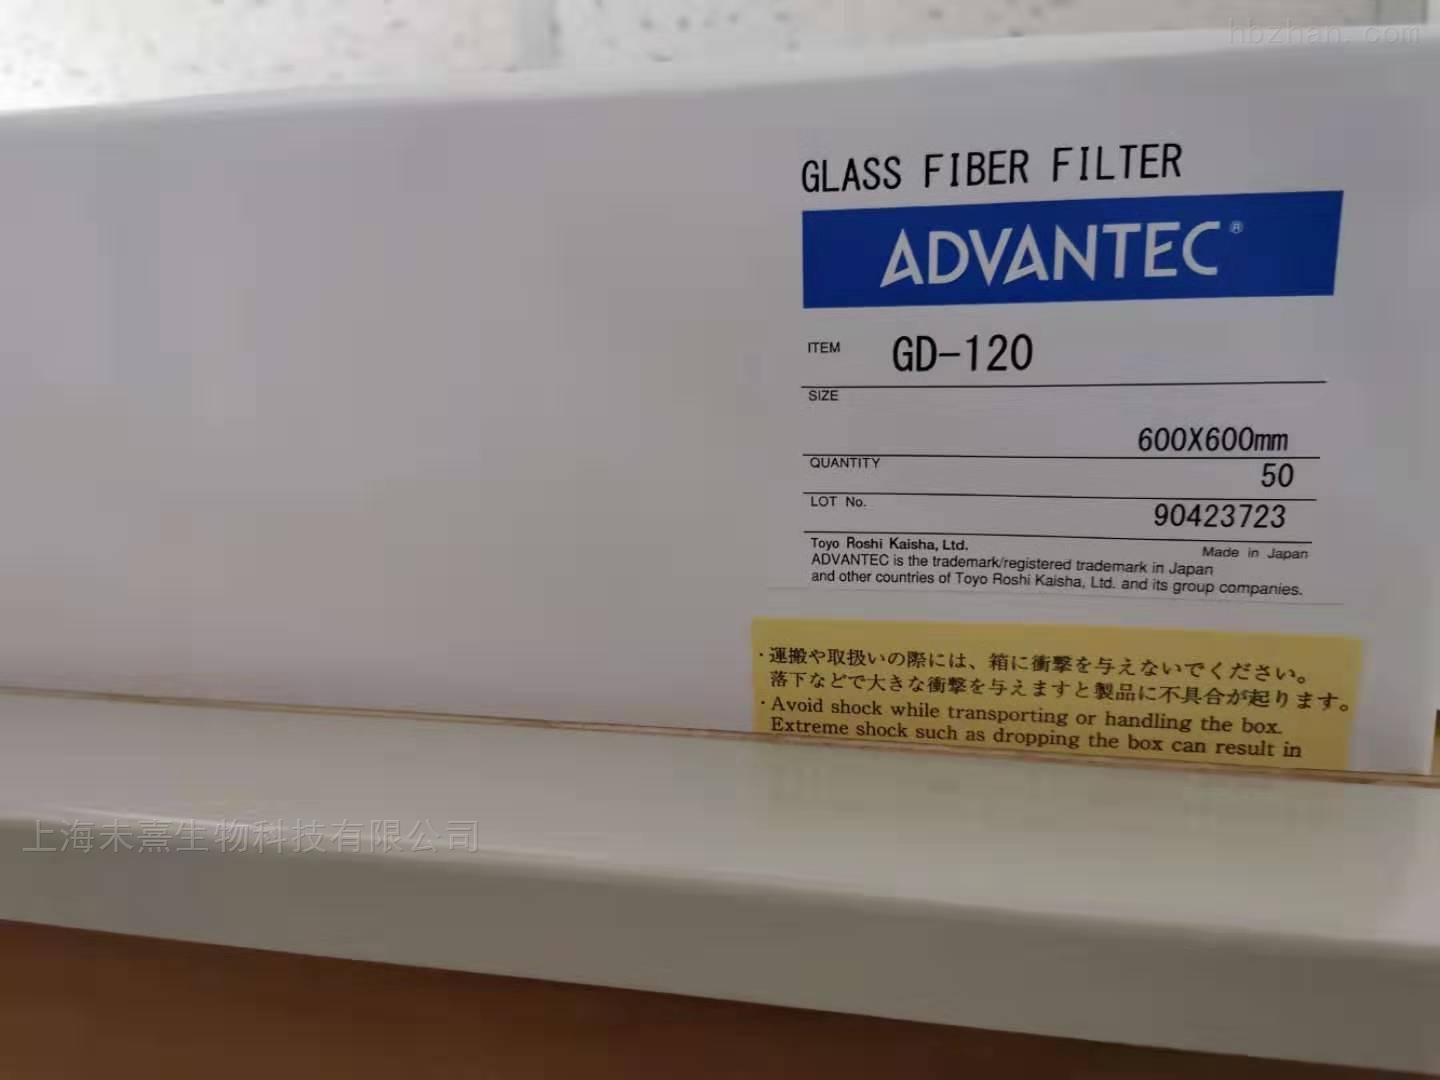 hbzhan.com
GLASS FIBER FILTER
ADVANTEC®
ITEM GD-120
SIZE
600X600mm
QUANTITY
50
LOT No.
90423723
Toyo Roshi Kaisha, Ltd. Made in Japan
ADVANTEC is the trademark/registered trademark in Japan
and other countries of Toyo Roshi Kaisha, Ltd. and its group companies.
・運搬や取扱いの際には、箱に衝撃を与えないでください。
落下などで大きな衝撃を与えますと製品に不具合が起ります。
・Avoid shock while transporting or handling the box.
Extreme shock such as dropping the box can result in
上海未熹生物科技有限公司